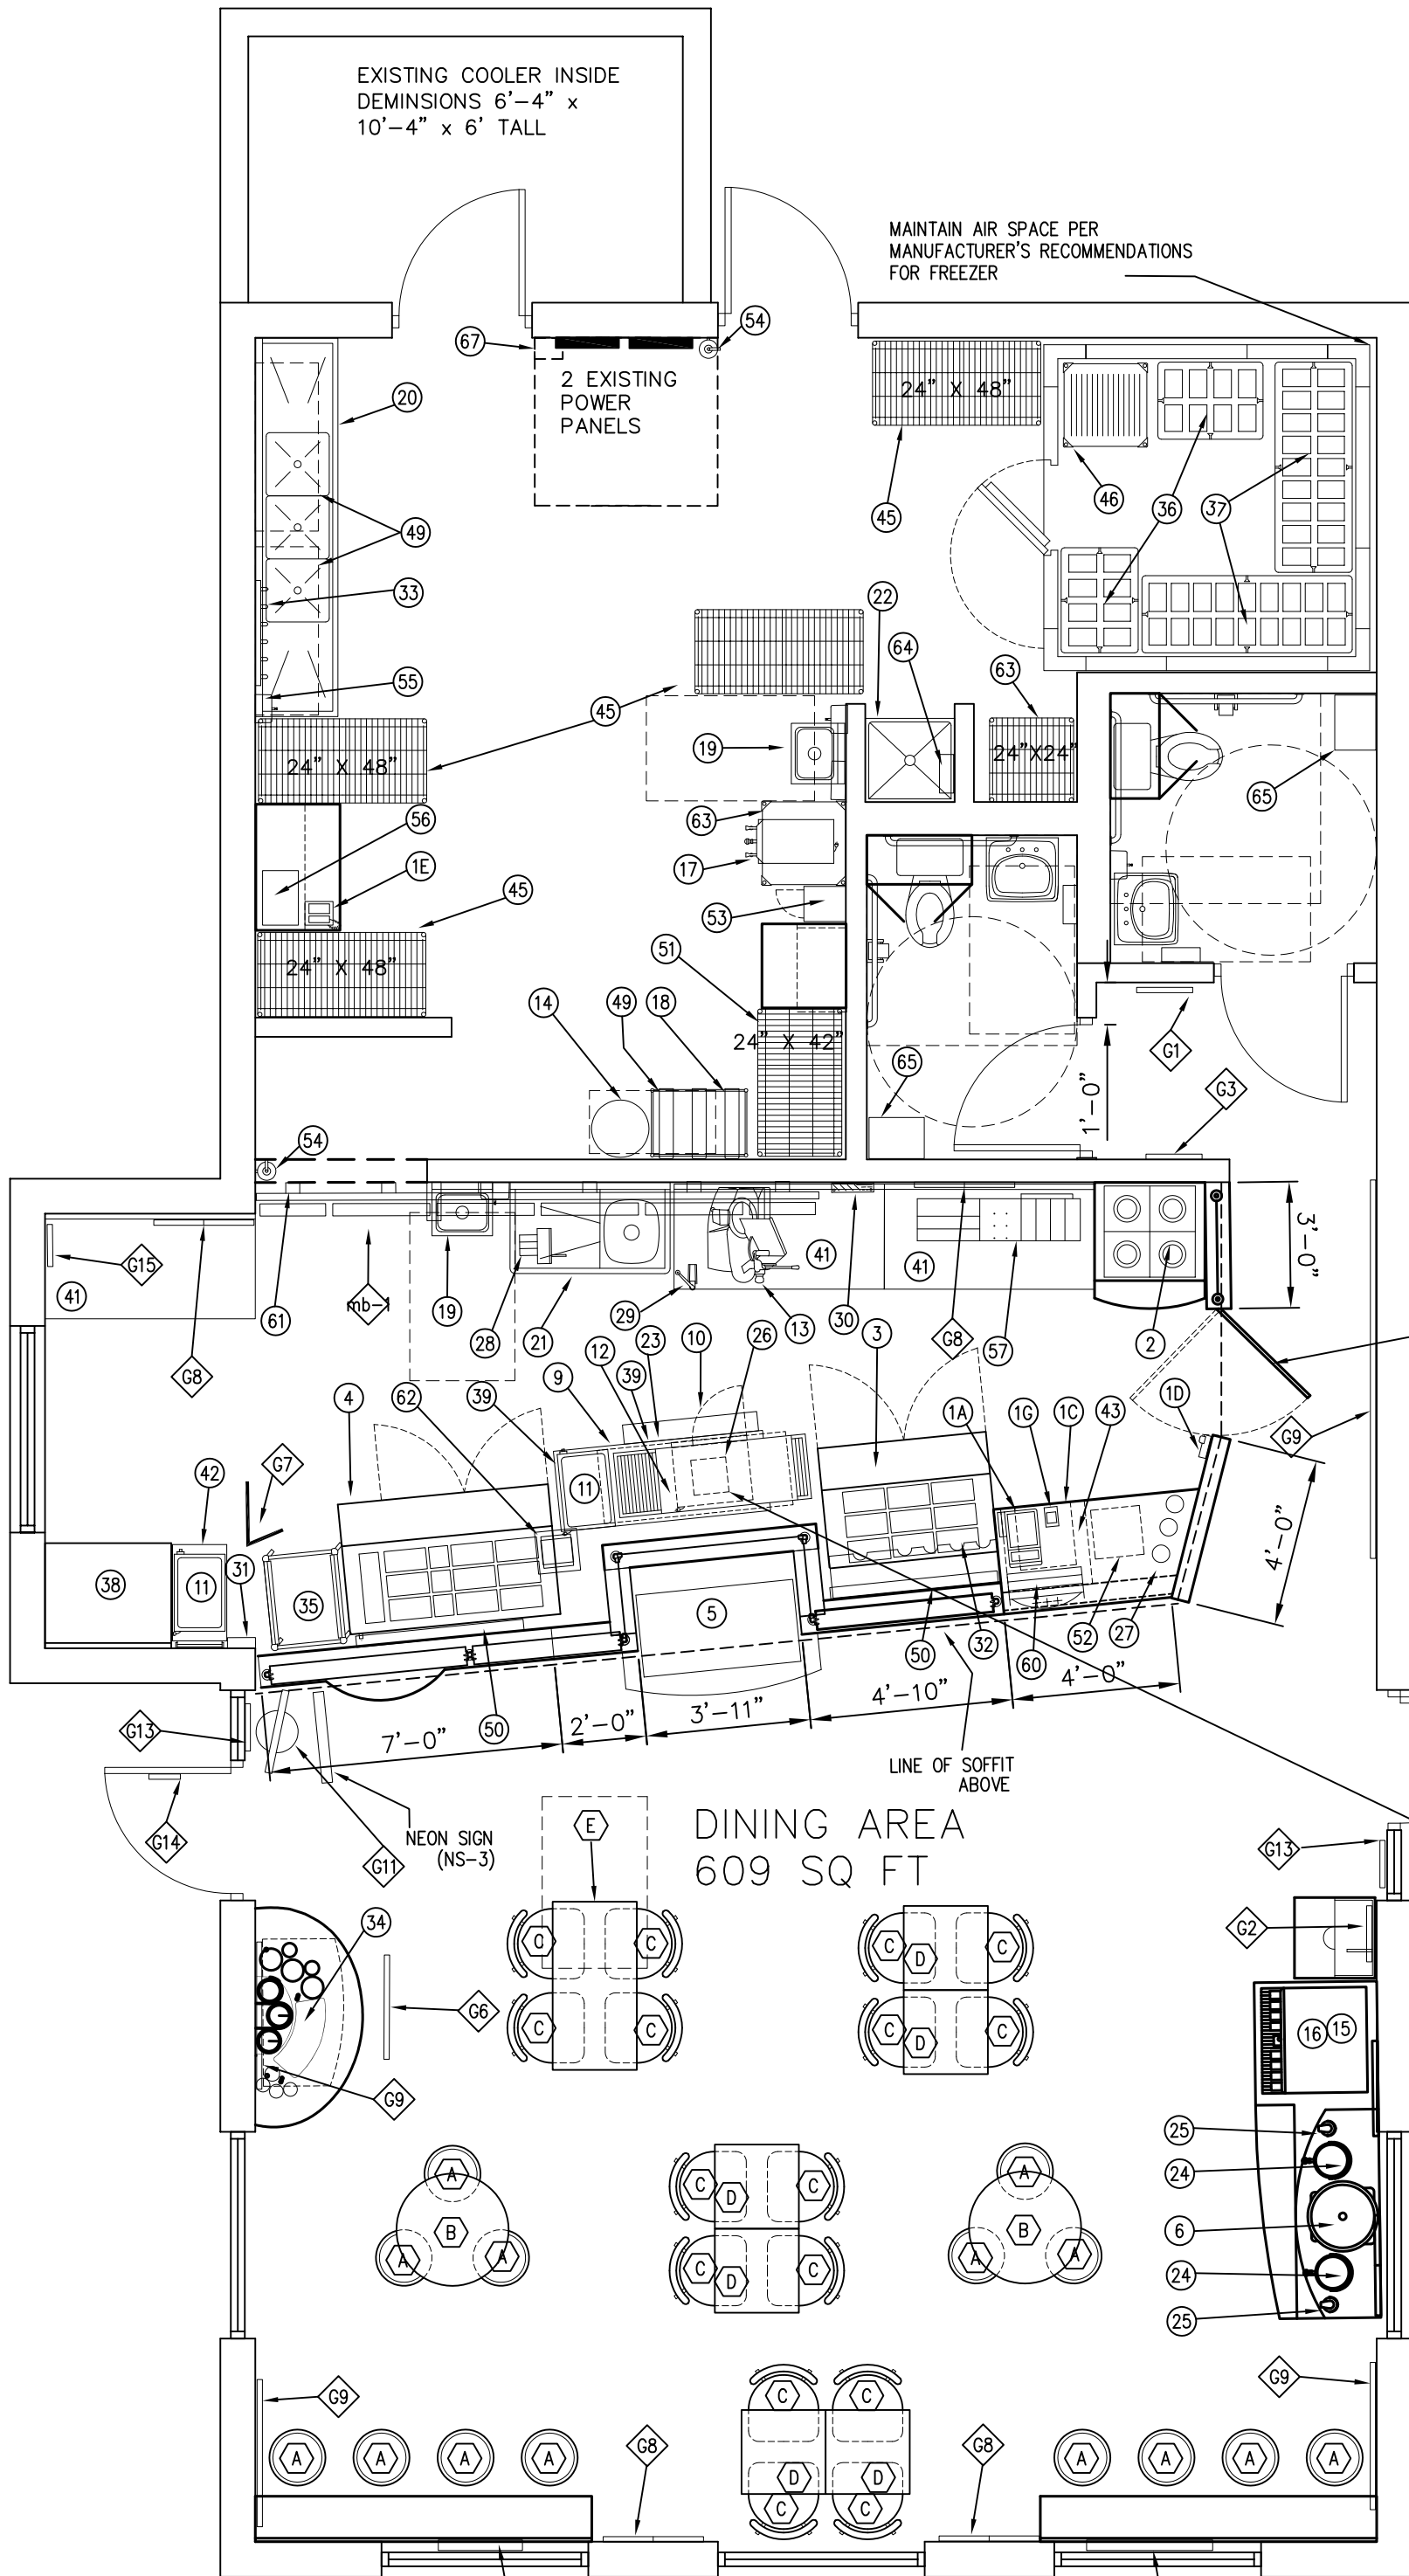 EXISTING COOLER INSIDE
DEMINSIONS 6'-4" x
10'-4" x 6' TALL
MAINTAIN AIR SPACE PER
MANUFACTURER'S RECOMMENDATIONS
FOR FREEZER
67
54
2 EXISTING
POWER
PANELS
20
24" X 48"
45
46
36
37
49
33
22
64
63
55
45
19
24" X 48"
24"X24"
65
56
1E
63
17
45
53
24" X 48"
51
14
49
18
24" X 42"
65
G1
G3
1'-0"
54
3'-0"
G15
41
61
mb-1
19
28
21
29
13
41
30
41
G8
57
2
G8
4
62
39
9
12
39
23
10
26
3
1A
1G
1C
43
1D
G9
G7
42
11
11
38
31
35
5
50
32
60
52
27
4'-0"
G13
7'-0"
50
2'-0"
3'-11"
4'-10"
4'-0"
LINE OF SOFFIT
ABOVE
G14
NEON SIGN
(NS-3)
G11
E
DINING AREA
609 SQ FT
G13
G2
34
C
C
C
D
C
G6
C
C
C
D
C
16
15
G9
25
24
A
C
D
C
A
B
B
6
A
A
C
D
C
A
A
24
25
G9
C
C
G9
A
A
A
A
G8
D
D
G8
A
A
A
A
C
C